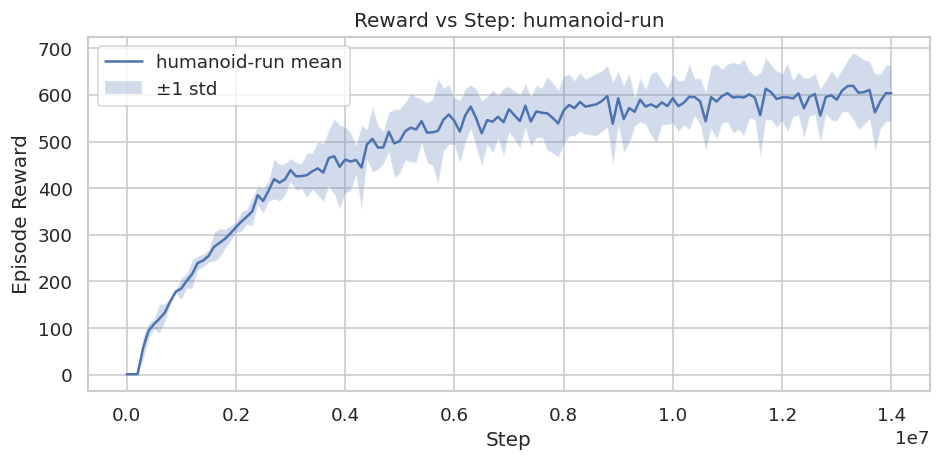 Reward vs Step: humanoid-run
humanoid-run mean
±1 std
Episode Reward
700
600
500
400
300
200
100
0
0.0 0.2 0.4 0.6 0.8 1.0 1.2 1.4
1e7
Step